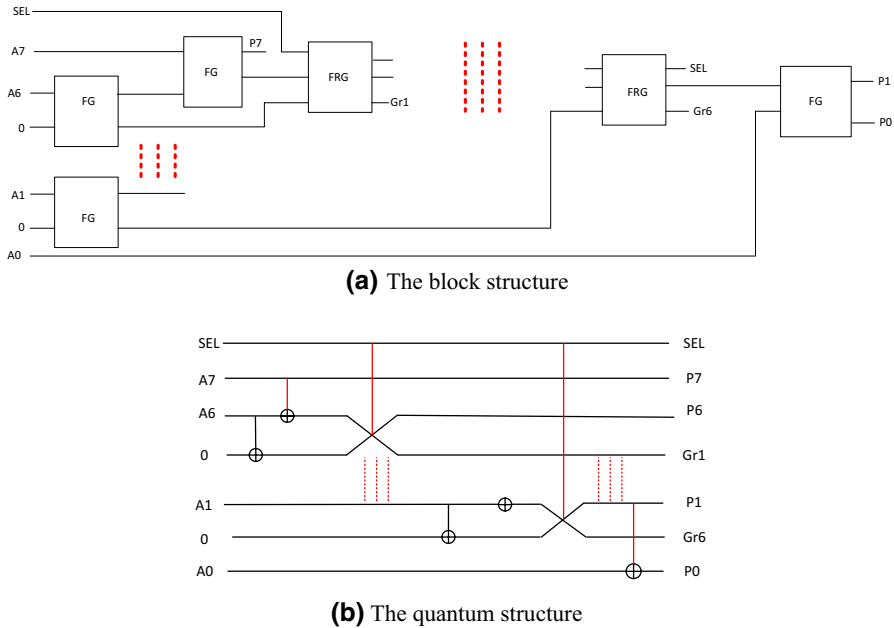 SEL
A7
P7
FG
FRG
SEL
P1
A6
FG
Gr1
FRG
Gr6
FG
0
P0
A1
FG
0
A0
(a) The block structure
SEL
SEL
A7
P7
A6
P6
0
Gr1
A1
P1
0
Gr6
A0
P0
(b) The quantum structure